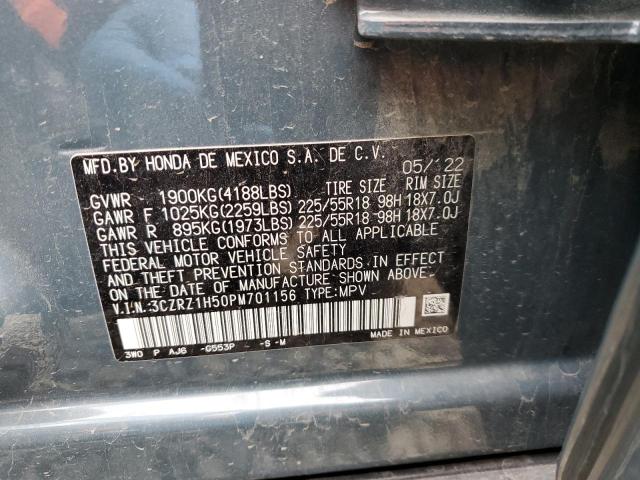 MFD.BY HONDA DE MEXICO S.A. DE C.V. 05/'22
GVWR 1900KG(4188LBS) TIRE SIZE RIM SIZE
GAWR F 1025KG(2259LBS) 225/55R18 98H 18X7.0J
GAWR R 895KG(1973LBS) 225/55R18 98H 18X7.0J
THIS VEHICLE CONFORMS TO ALL APPLICABLE
FEDERAL MOTOR VEHICLE SAFETY
AND THEFT PREVENTION STANDARDS IN EFFECT
ON THE DATE OF MANUFACTURE SHOWN ABOVE.
V.I.N.:3CZRZ1H50PM701156 TYPE:MPV
3W0 P AJ6 -G553P -S -M
MADE IN MEXICO